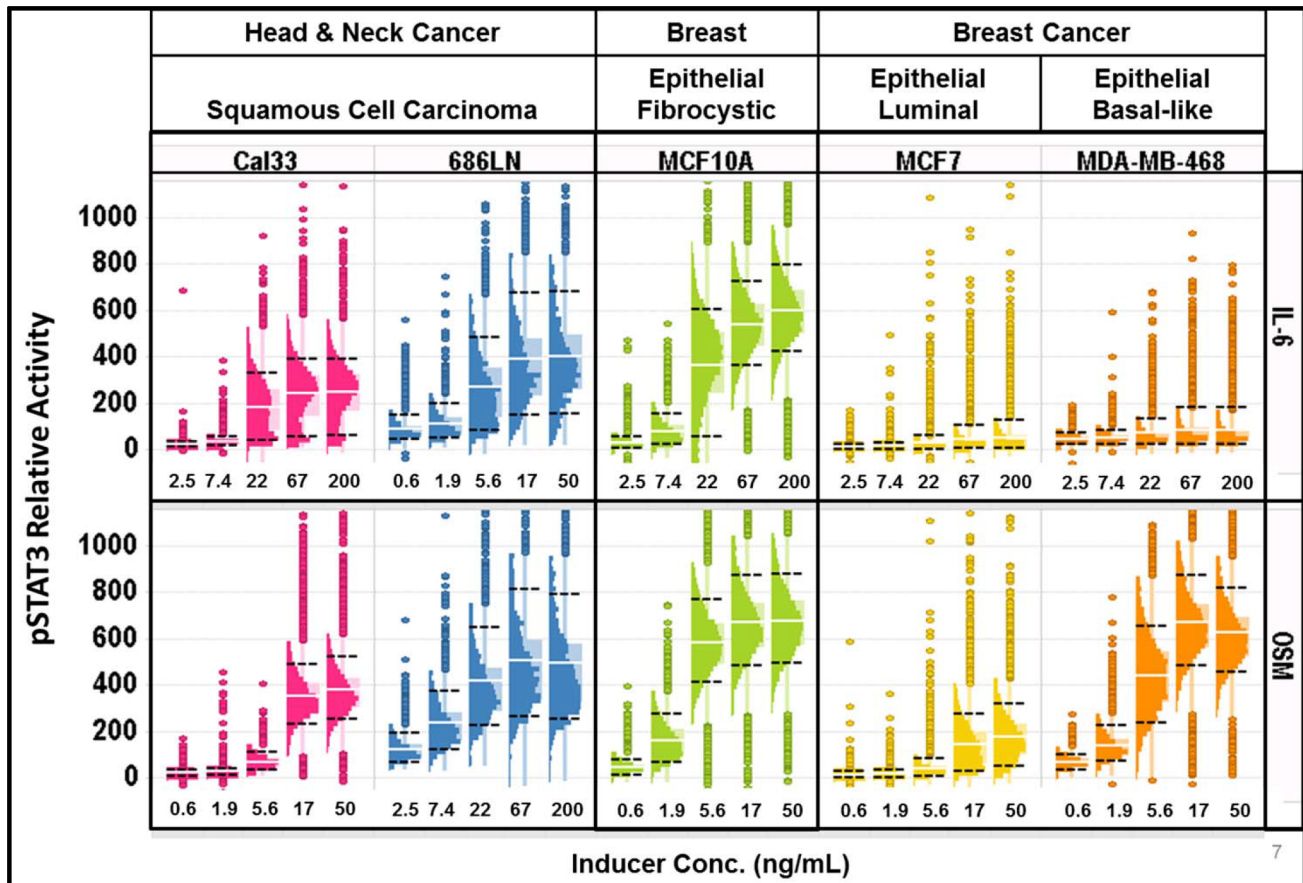 Head & Neck Cancer Breast Breast Cancer
Squamous Cell Carcinoma Epithelial Fibrocystic Epithelial Luminal Epithelial Basal-like
Cal33 686LN MCF10A MCF7 MDA-MB-468
pSTAT3 Relative Activity
1000
800
600
400
200
0
IL-6
2.5 7.4 22 67 200 0.6 1.9 5.6 17 50 2.5 7.4 22 67 200 2.5 7.4 22 67 200 2.5 7.4 22 67 200
1000
800
600
400
200
0
OSM
0.6 1.9 5.6 17 50 2.5 7.4 22 67 200 0.6 1.9 5.6 17 50 0.6 1.9 5.6 17 50 0.6 1.9 5.6 17 50
Inducer Conc. (ng/mL)
7